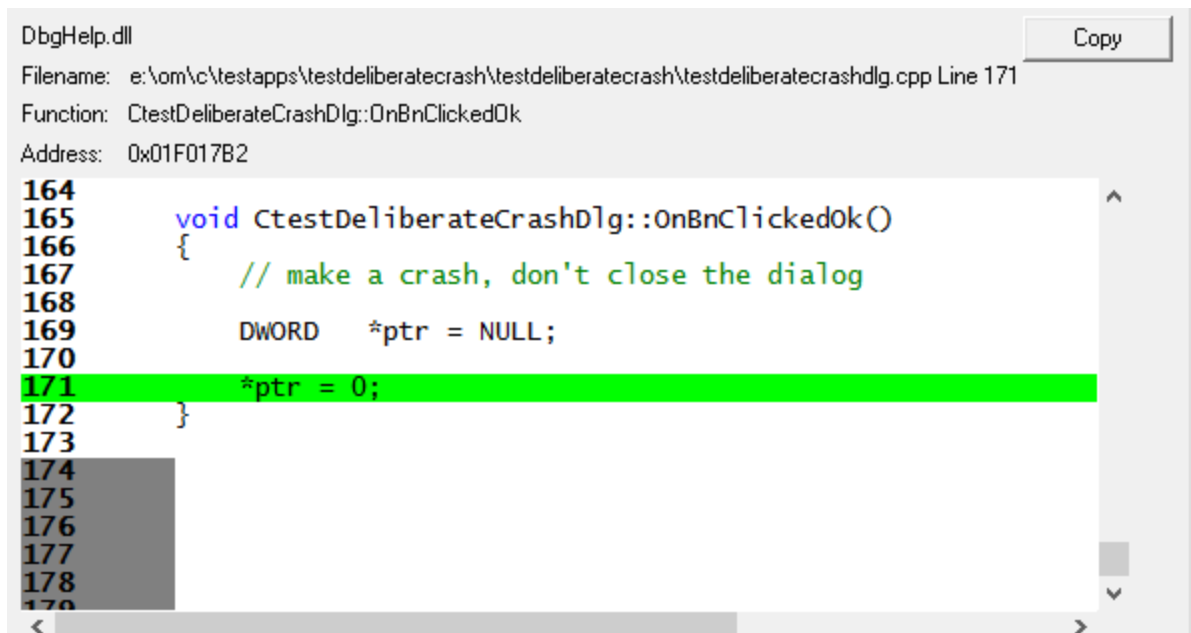 DbgHelp.dll
Copy
Filename: e:\om\c\testapps\testdeliberatecrash\testdeliberatecrash\testdeliberatecrashdlg.cpp Line 171
Function: CtestDeliberateCrashDlg::OnBnClickedOk
Address: 0x01F017B2
164
165 void CtestDeliberateCrashDlg::OnBnClickedOk()
166 {
167 // make a crash, don't close the dialog
168
169 DWORD *ptr = NULL;
170
171 *ptr = 0;
172 }
173
174
175
176
177
178
179